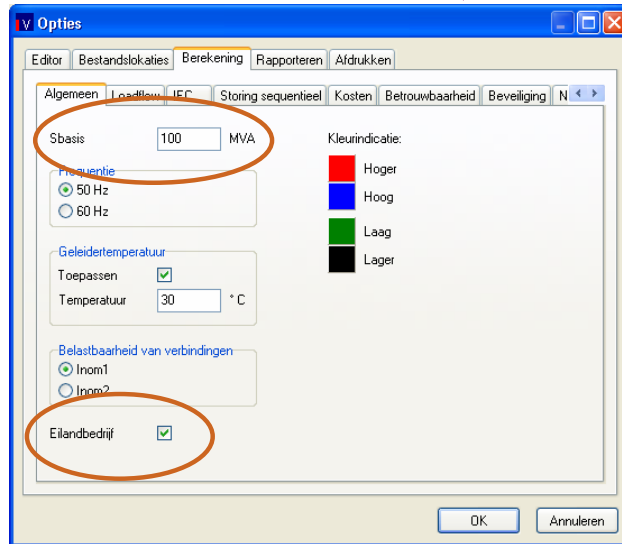 Opties
Editor Bestandslokaties Berekening Rapporteren Afdrukken
Algemeen Loadflow IEC Storing sequentieel Kosten Betrouwbaarheid Beveiliging N
Sbasis 100 MVA Kleurindicatie:
Hoger
Frequentie
50 Hz
Hoog
60 Hz
Laag
Geleidertemperatuur
Lager
Toepassen
Temperatuur 30 ° C
Belastbaarheid van verbindingen
Inom1
Inom2
Eilandbedrijf
OK Annuleren